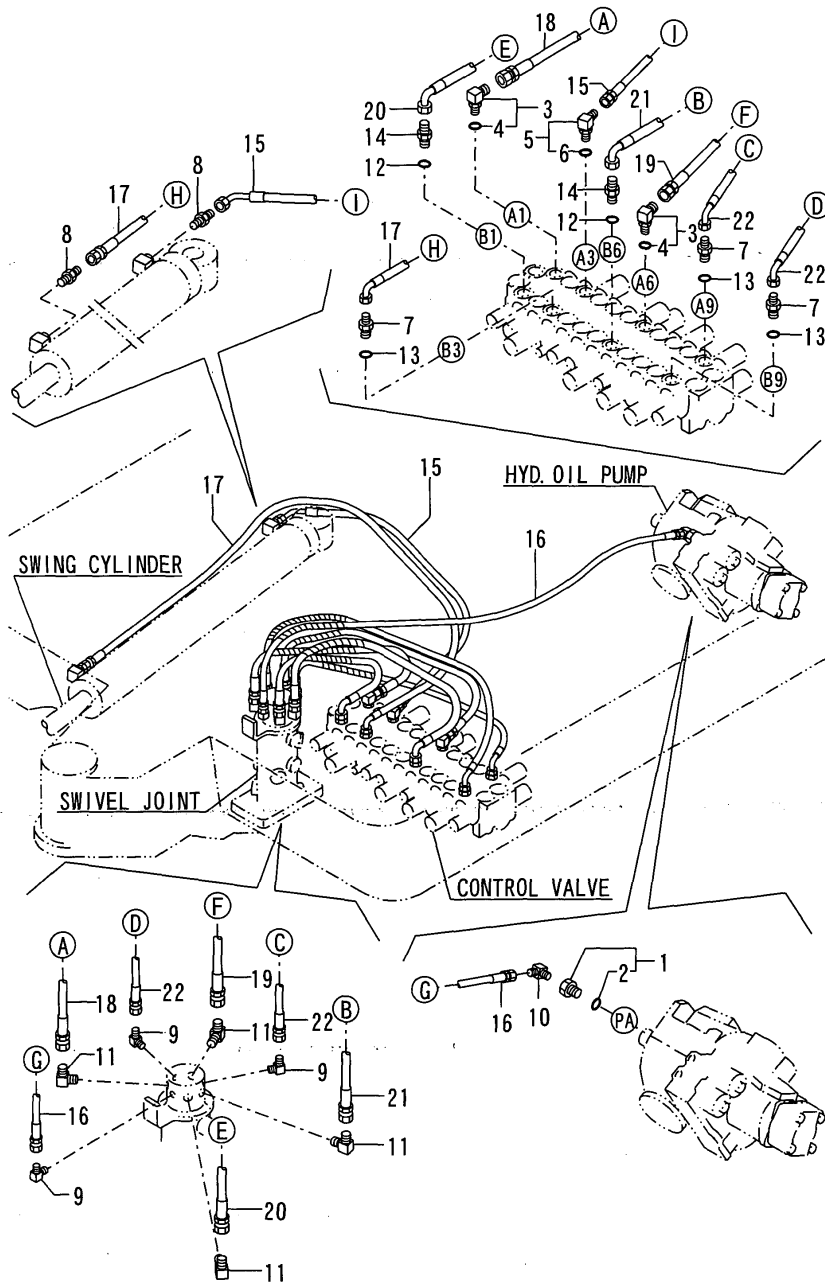 18 A
E I
15
20 3 21 B
14 4 5 F
8 15 6 19 C
17 H 12 14 D
8 I 12 3 22
B1 A1 A3 B6 4 7 22
17 H A6 13 7
7 A9 13
13 B3 B9
17 15 HYD. OIL PUMP
16
SWING CYLINDER
SWIVEL JOINT
CONTROL VALVE
F
D C
A 19 1
18 22 22 B G 2
9 11 16 10 PA
G 11 9
16 21
E 11
9
20
11